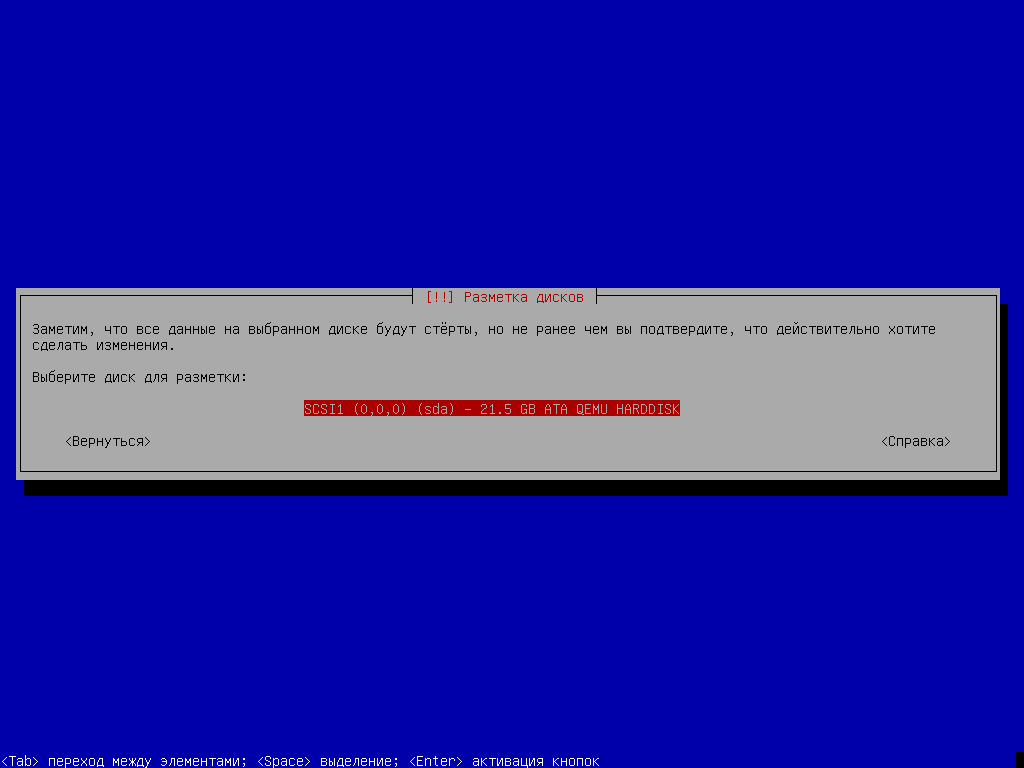 [!!] Разметка дисков
Заметим, что все данные на выбранном диске будут стёрты, но не ранее чем вы подтвердите, что действительно хотите
сделать изменения.
Выберите диск для разметки:
SCSI1 (0,0,0) (sda) - 21.5 GB ATA QEMU HARDDISK
<Вернуться> <Справка>
<Tab> переход между элементами; <Space> выделение; <Enter> активация кнопок